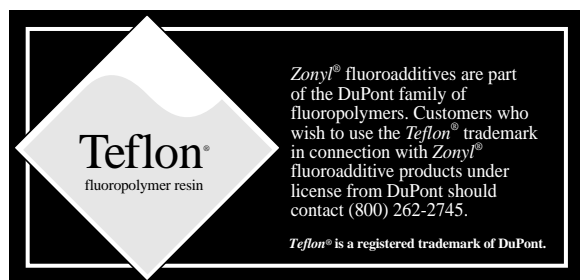 Teflon®
fluoropolymer resin
Zonyl® fluoroadditives are part
of the DuPont family of
fluoropolymers. Customers who
wish to use the Teflon® trademark
in connection with Zonyl®
fluoroadditive products under
license from DuPont should
contact (800) 262-2745.
Teflon® is a registered trademark of DuPont.